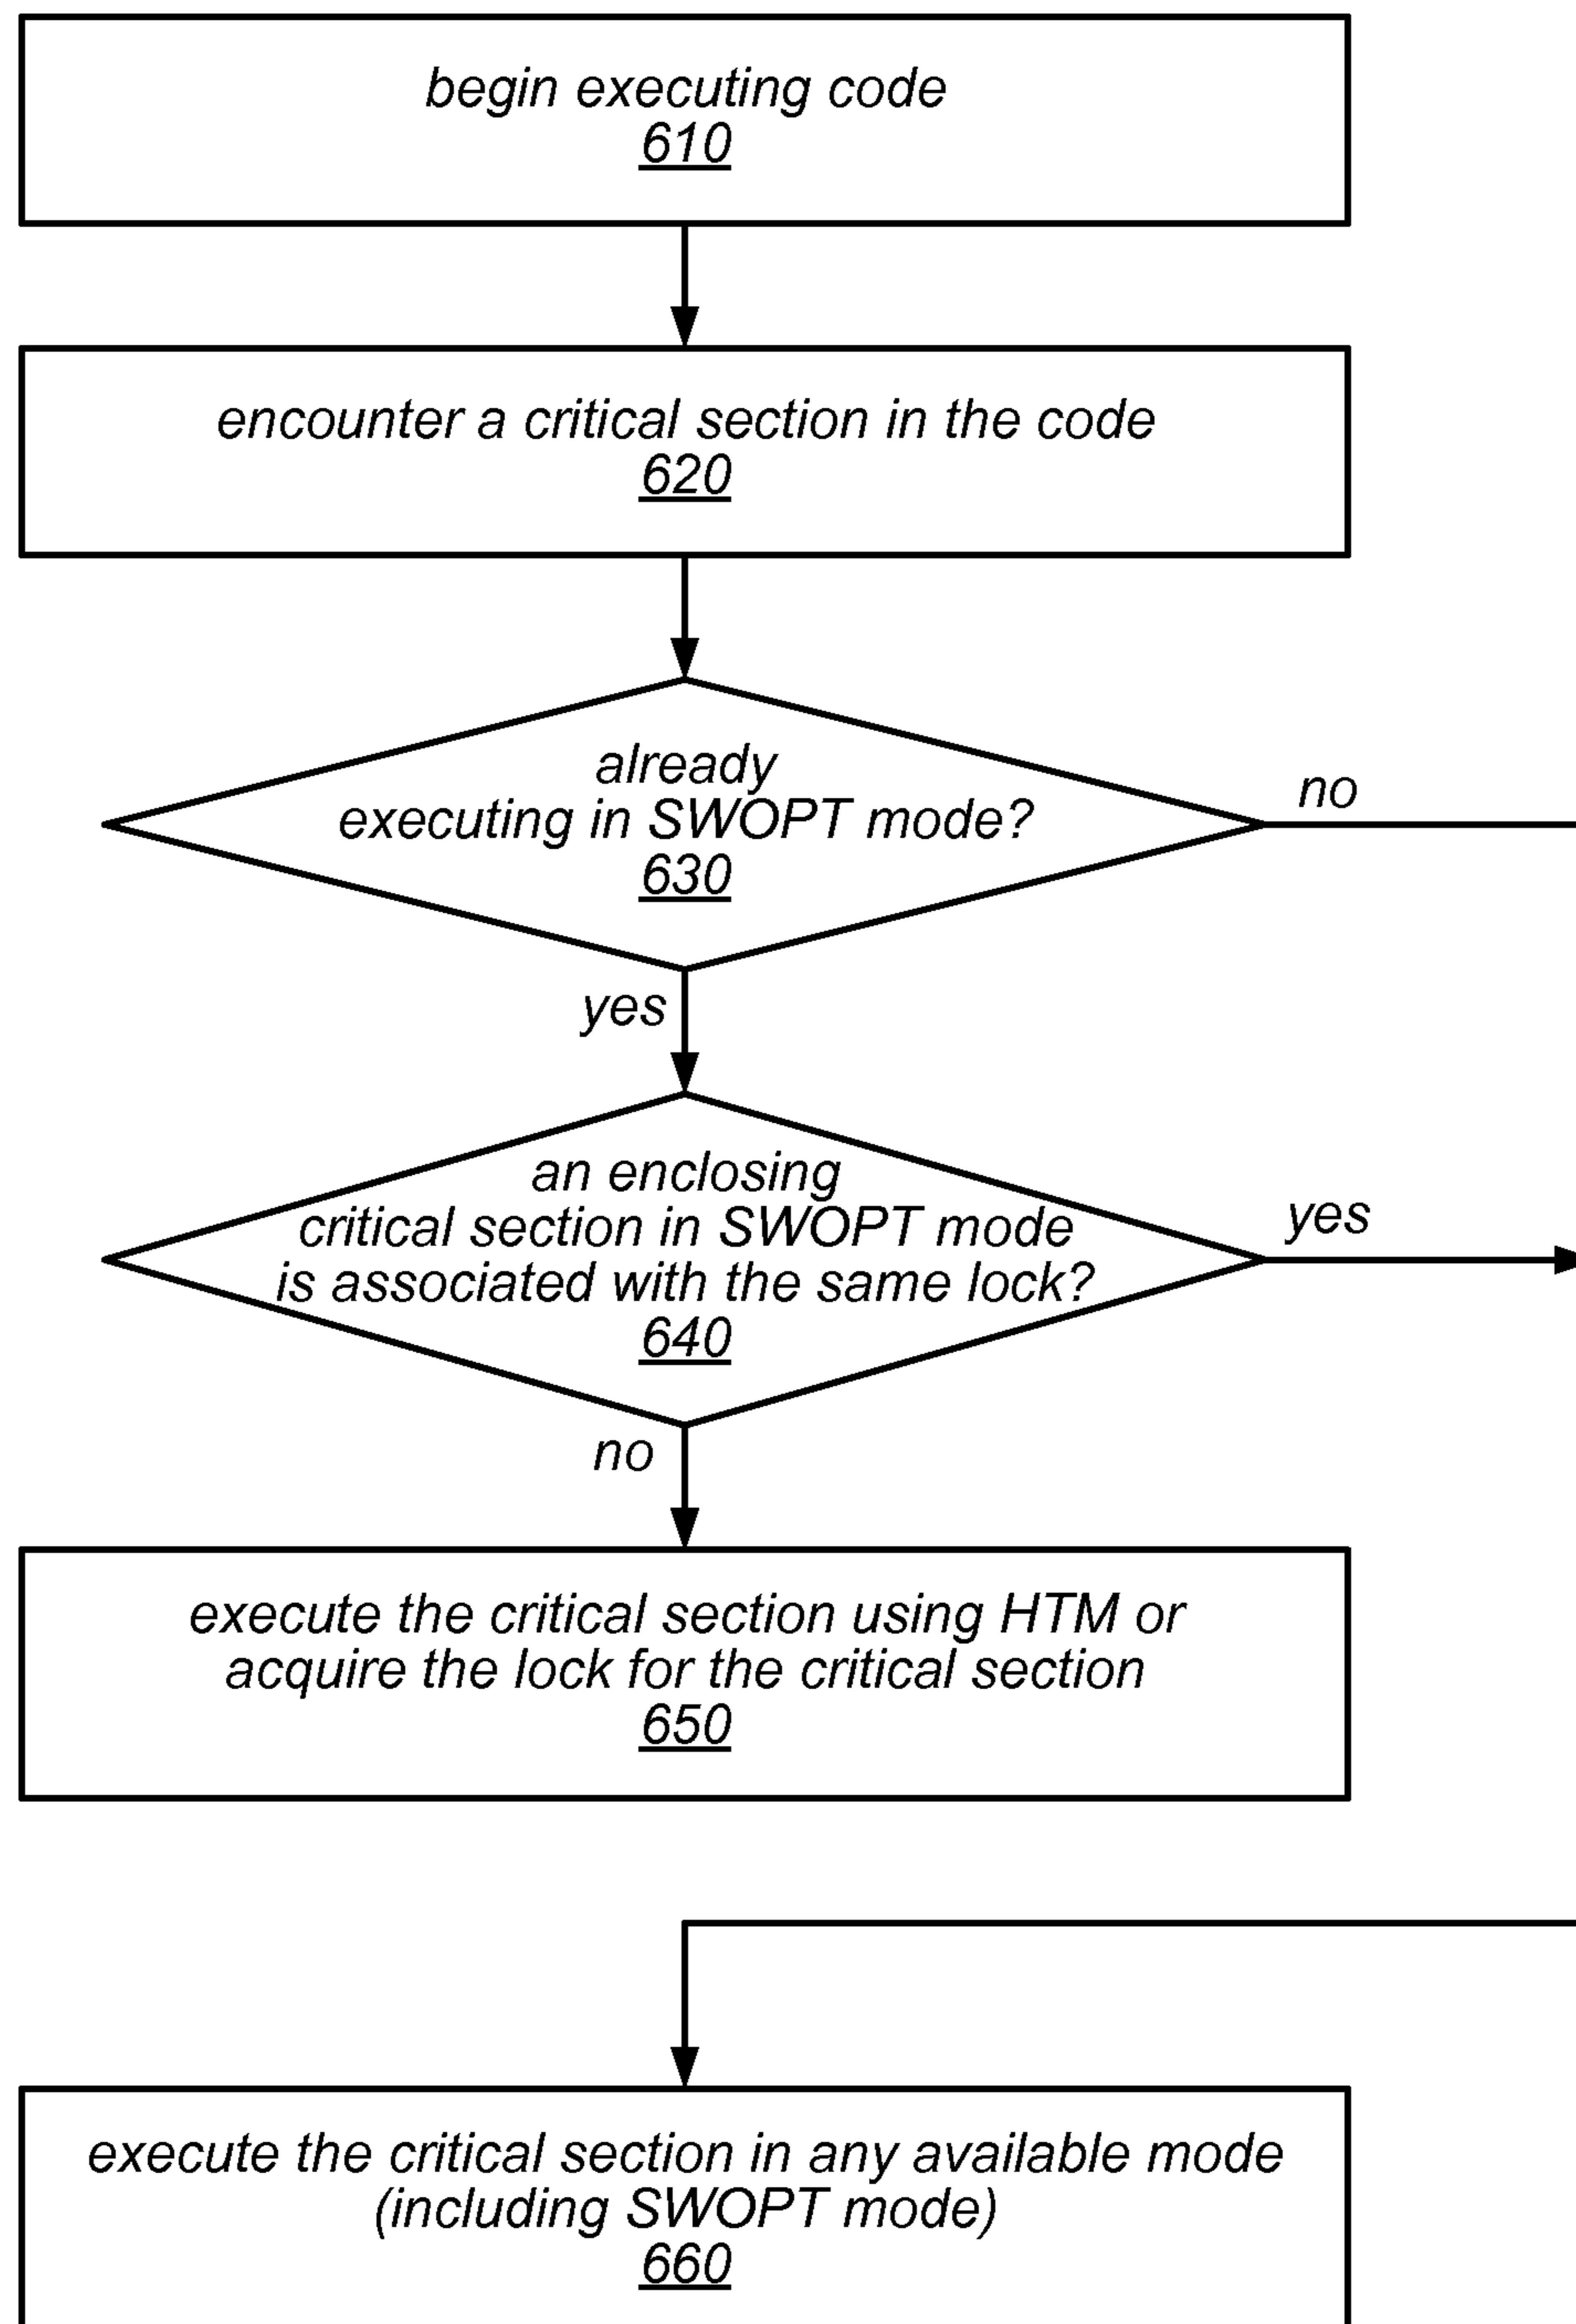 begin executing code
610
encounter a critical section in the code
620
already
executing in SWOPT mode?
630
no
yes
an enclosing
critical section in SWOPT mode
is associated with the same lock?
640
yes
no
execute the critical section using HTM or
acquire the lock for the critical section
650
execute the critical section in any available mode
(including SWOPT mode)
660